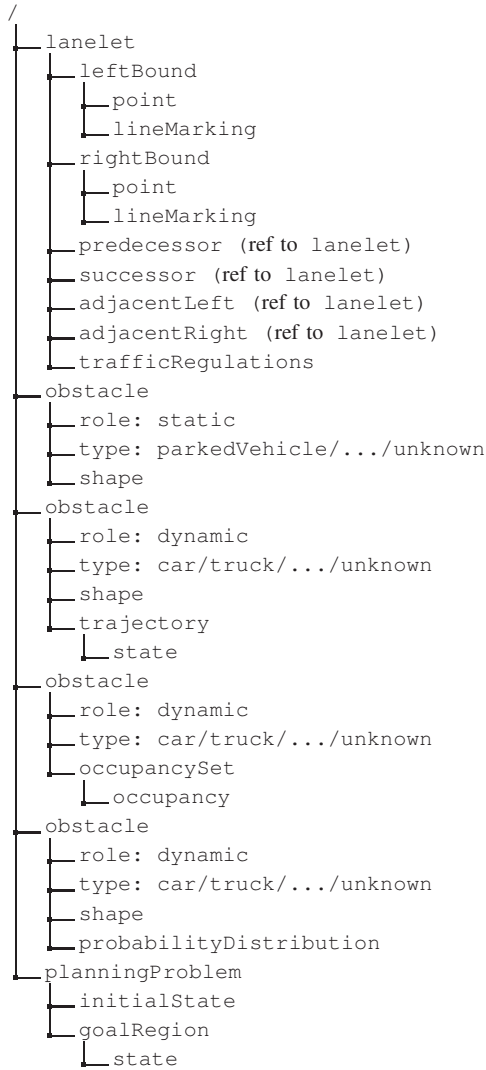 /
lanelet
leftBound
point
lineMarking
rightBound
point
lineMarking
predecessor (ref to lanelet)
successor (ref to lanelet)
adjacentLeft (ref to lanelet)
adjacentRight (ref to lanelet)
trafficRegulations
obstacle
role: static
type: parkedVehicle/.../unknown
shape
obstacle
role: dynamic
type: car/truck/.../unknown
shape
trajectory
state
obstacle
role: dynamic
type: car/truck/.../unknown
occupancySet
occupancy
obstacle
role: dynamic
type: car/truck/.../unknown
shape
probabilityDistribution
planningProblem
initialState
goalRegion
state